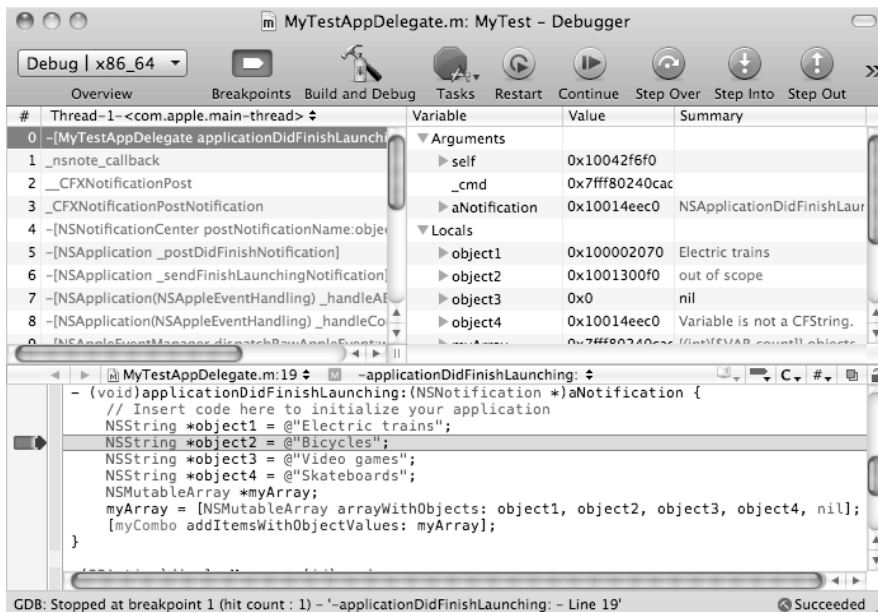 MyTestAppDelegate.m: MyTest – Debugger
Debug | x86_64
Overview Breakpoints Build and Debug Tasks Restart Continue Step Over Step Into Step Out »
# Thread-1-<com.apple.main-thread> Variable Value Summary
0 -[MyTestAppDelegate applicationDidFinishLaunchi
1 _nsnote_callback
2 __CFXNotificationPost
3 _CFXNotificationPostNotification
4 -[NSNotificationCenter postNotificationName:obje
5 -[NSApplication _postDidFinishNotification]
6 -[NSApplication _sendFinishLaunchingNotification]
7 -[NSApplication(NSAppleEventHandling) _handleAE
8 -[NSApplication(NSAppleEventHandling) _handleCo
Arguments
self 0x10042f6f0
_cmd 0x7fff80240cac
aNotification 0x10014eec0 NSApplicationDidFinishLaur
Locals
object1 0x100002070 Electric trains
object2 0x1001300f0 out of scope
object3 0x0 nil
object4 0x10014eec0 Variable is not a CFString.
MyTestAppDelegate.m:19 M -applicationDidFinishLaunching: C #
- (void)applicationDidFinishLaunching:(NSNotification *)aNotification {
// Insert code here to initialize your application
NSString *object1 = @"Electric trains";
NSString *object2 = @"Bicycles";
NSString *object3 = @"Video games";
NSString *object4 = @"Skateboards";
NSMutableArray *myArray;
myArray = [NSMutableArray arrayWithObjects: object1, object2, object3, object4, nil];
[myCombo addItemsWithObjectValues: myArray];
}
GDB: Stopped at breakpoint 1 (hit count : 1) – '-applicationDidFinishLaunching: – Line 19' Succeeded